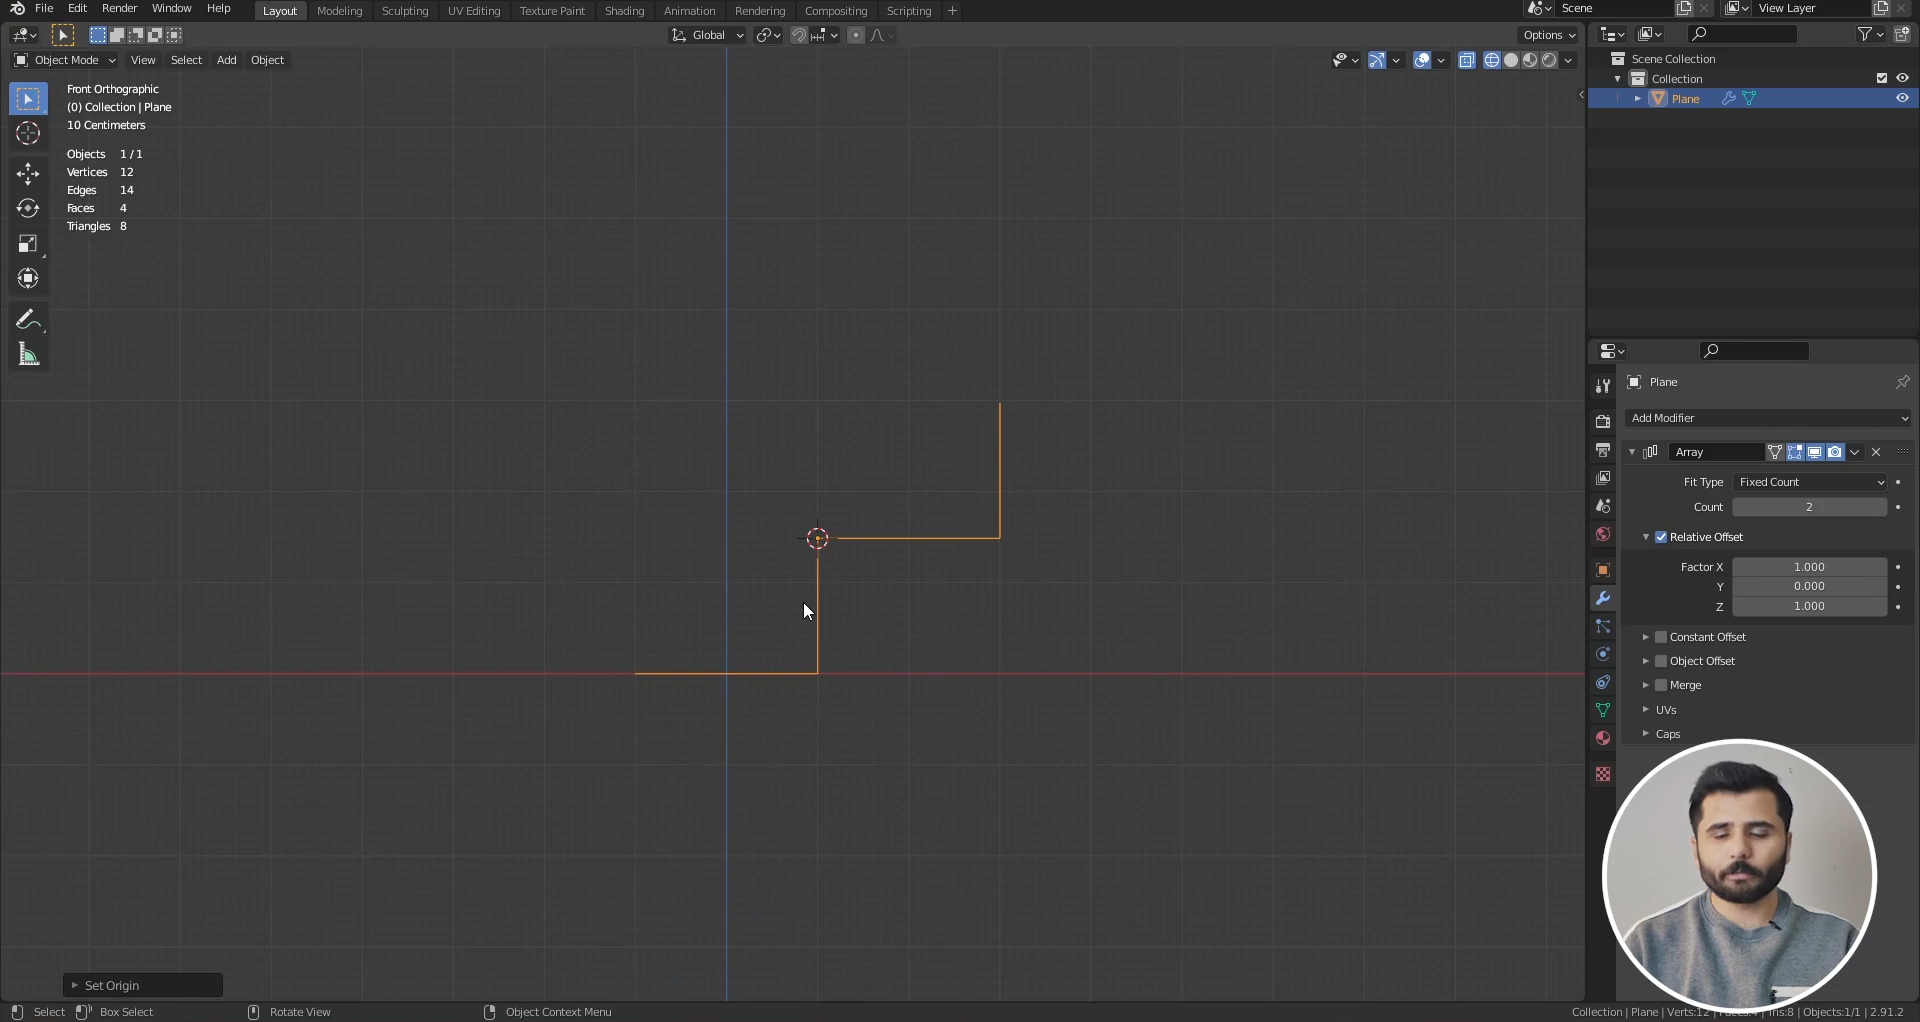 File Edit Render Window Help Layout Modeling Sculpting UV Editing Texture Paint Shading Animation Rendering Compositing Scripting + Scene View Layer
Global Options
Object Mode View Select Add Object
Front Orthographic
(0) Collection | Plane
10 Centimeters
Objects 1 / 1
Vertices 12
Edges 14
Faces 4
Triangles 8
Scene Collection
Collection
Plane
Plane
Add Modifier
Array
Fit Type Fixed Count
Count 2
Relative Offset
Factor X 1.000
Y 0.000
Z 1.000
Constant Offset
Object Offset
Merge
UVs
Caps
Set Origin
Select Box Select Rotate View Object Context Menu Collection | Plane | Verts:12 | Tris:8 | Objects:1/1 | 2.91.2